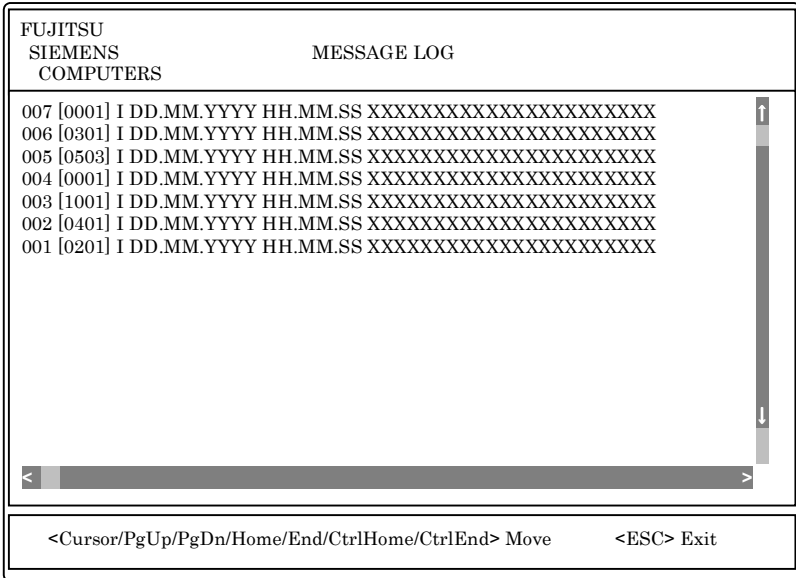 FUJITSU
SIEMENS MESSAGE LOG
COMPUTERS
007 [0001] I DD.MM.YYYY HH.MM.SS XXXXXXXXXXXXXXXXXXXXXX
006 [0301] I DD.MM.YYYY HH.MM.SS XXXXXXXXXXXXXXXXXXXXXX
005 [0503] I DD.MM.YYYY HH.MM.SS XXXXXXXXXXXXXXXXXXXXXX
004 [0001] I DD.MM.YYYY HH.MM.SS XXXXXXXXXXXXXXXXXXXXXX
003 [1001] I DD.MM.YYYY HH.MM.SS XXXXXXXXXXXXXXXXXXXXXX
002 [0401] I DD.MM.YYYY HH.MM.SS XXXXXXXXXXXXXXXXXXXXXX
001 [0201] I DD.MM.YYYY HH.MM.SS XXXXXXXXXXXXXXXXXXXXXX
<Cursor/PgUp/PgDn/Home/End/CtrlHome/CtrlEnd> Move <ESC> Exit